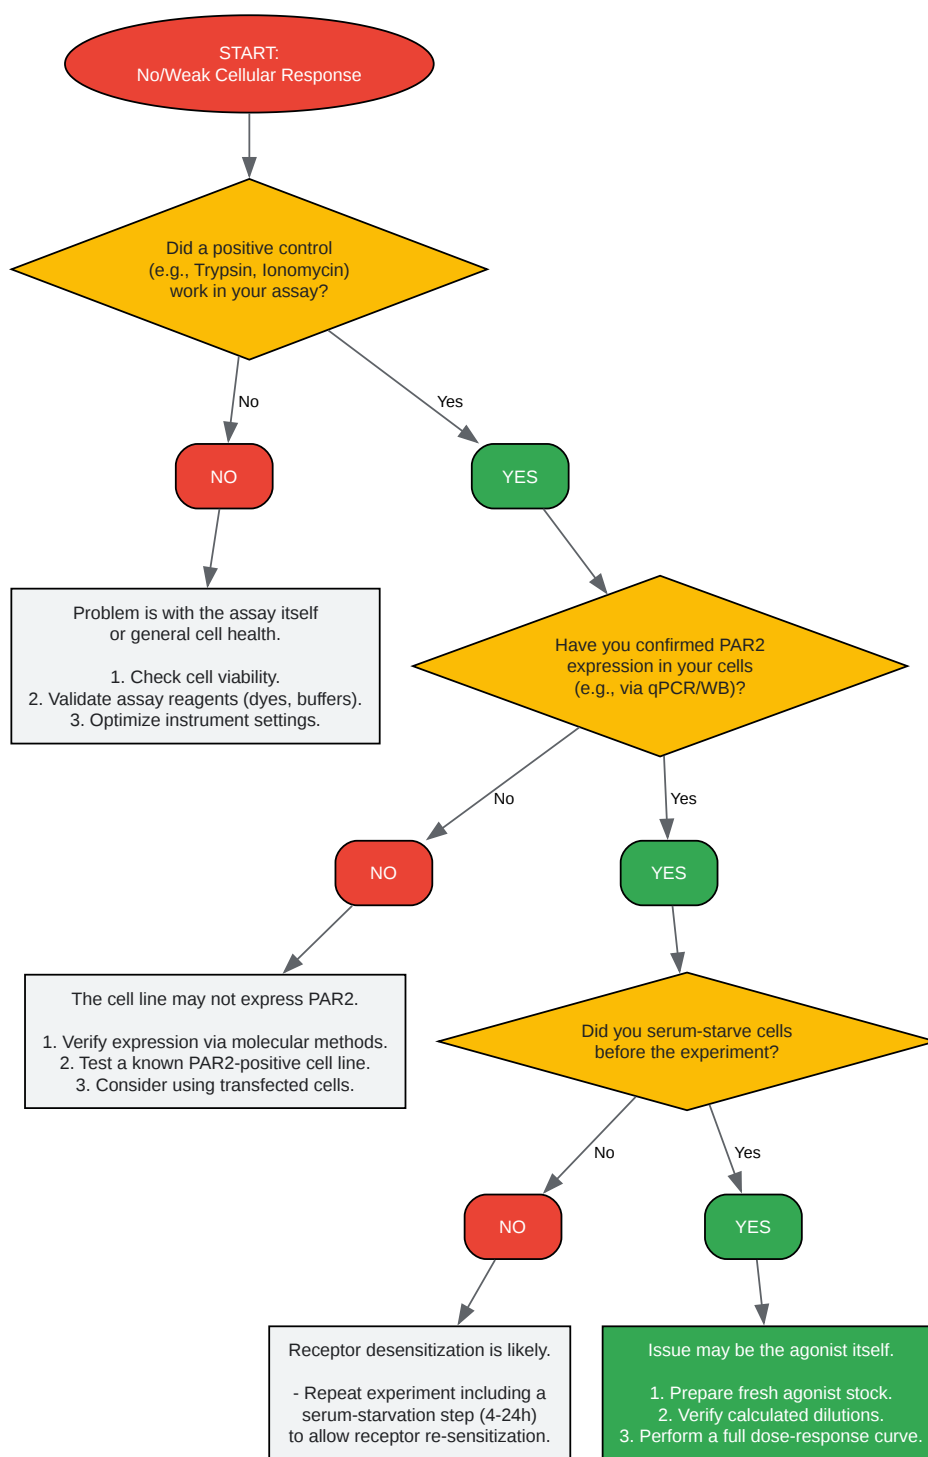 START:
No/Weak Cellular Response
Did a positive control
(e.g., Trypsin, Ionomycin)
work in your assay?
No
Yes
NO
YES
Problem is with the assay itself
or general cell health.
1. Check cell viability.
2. Validate assay reagents (dyes, buffers).
3. Optimize instrument settings.
Have you confirmed PAR2
expression in your cells
(e.g., via qPCR/WB)?
No
Yes
NO
YES
The cell line may not express PAR2.
1. Verify expression via molecular methods.
2. Test a known PAR2-positive cell line.
3. Consider using transfected cells.
Did you serum-starve cells
before the experiment?
No
Yes
NO
YES
Receptor desensitization is likely.
- Repeat experiment including a
serum-starvation step (4-24h)
to allow receptor re-sensitization.
Issue may be the agonist itself.
1. Prepare fresh agonist stock.
2. Verify calculated dilutions.
3. Perform a full dose-response curve.